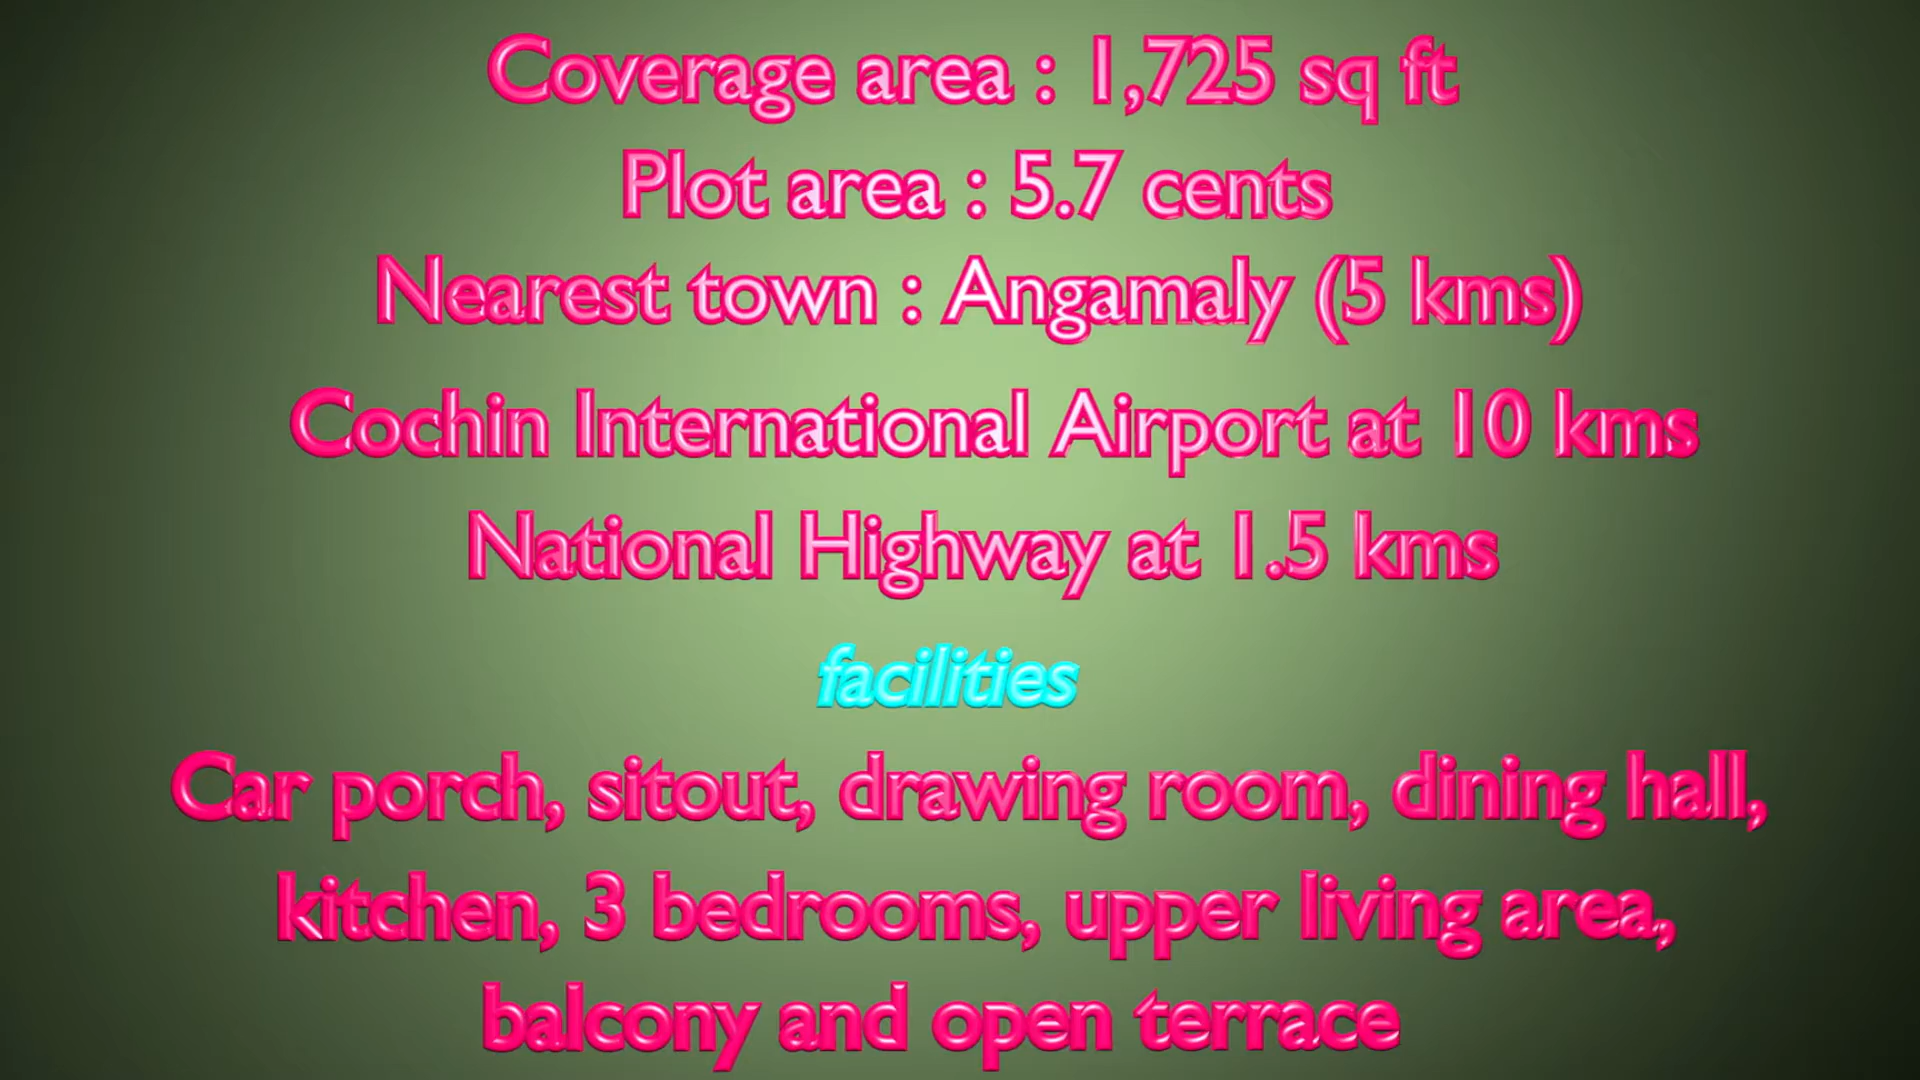 Coverage area : 1,725 sq ft
Plot area : 5.7 cents
Nearest town : Angamaly (5 kms)
Cochin International Airport at 10 kms
National Highway at 1.5 kms
facilities
Car porch, sitout, drawing room, dining hall,
kitchen, 3 bedrooms, upper living area,
balcony and open terrace